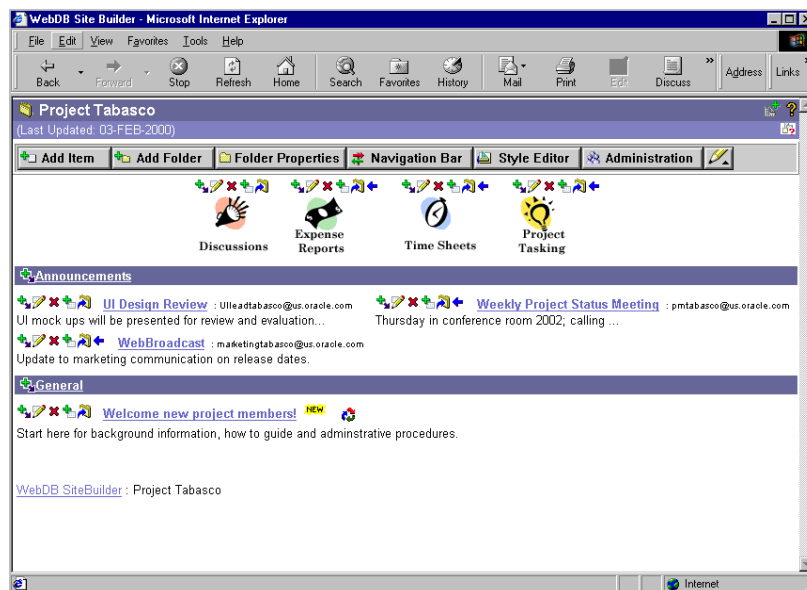 WebDB Site Builder - Microsoft Internet Explorer
File Edit View Favorites Tools Help
Back Forward Stop Refresh Home Search Favorites History Mail Print Edit Discuss » Address Links »
Project Tabasco
(Last Updated: 03-FEB-2000)
Add Item Add Folder Folder Properties Navigation Bar Style Editor Administration
Discussions Expense Reports Time Sheets Project Tasking
Announcements
UI Design Review : UIleadtabasco@us.oracle.com Weekly Project Status Meeting : pmtabasco@us.oracle.com
UI mock ups will be presented for review and evaluation... Thursday in conference room 2002; calling ...
WebBroadcast : marketingtabasco@us.oracle.com
Update to marketing communication on release dates.
General
Welcome new project members! NEW
Start here for background information, how to guide and adminstrative procedures.
WebDB SiteBuilder : Project Tabasco
Internet